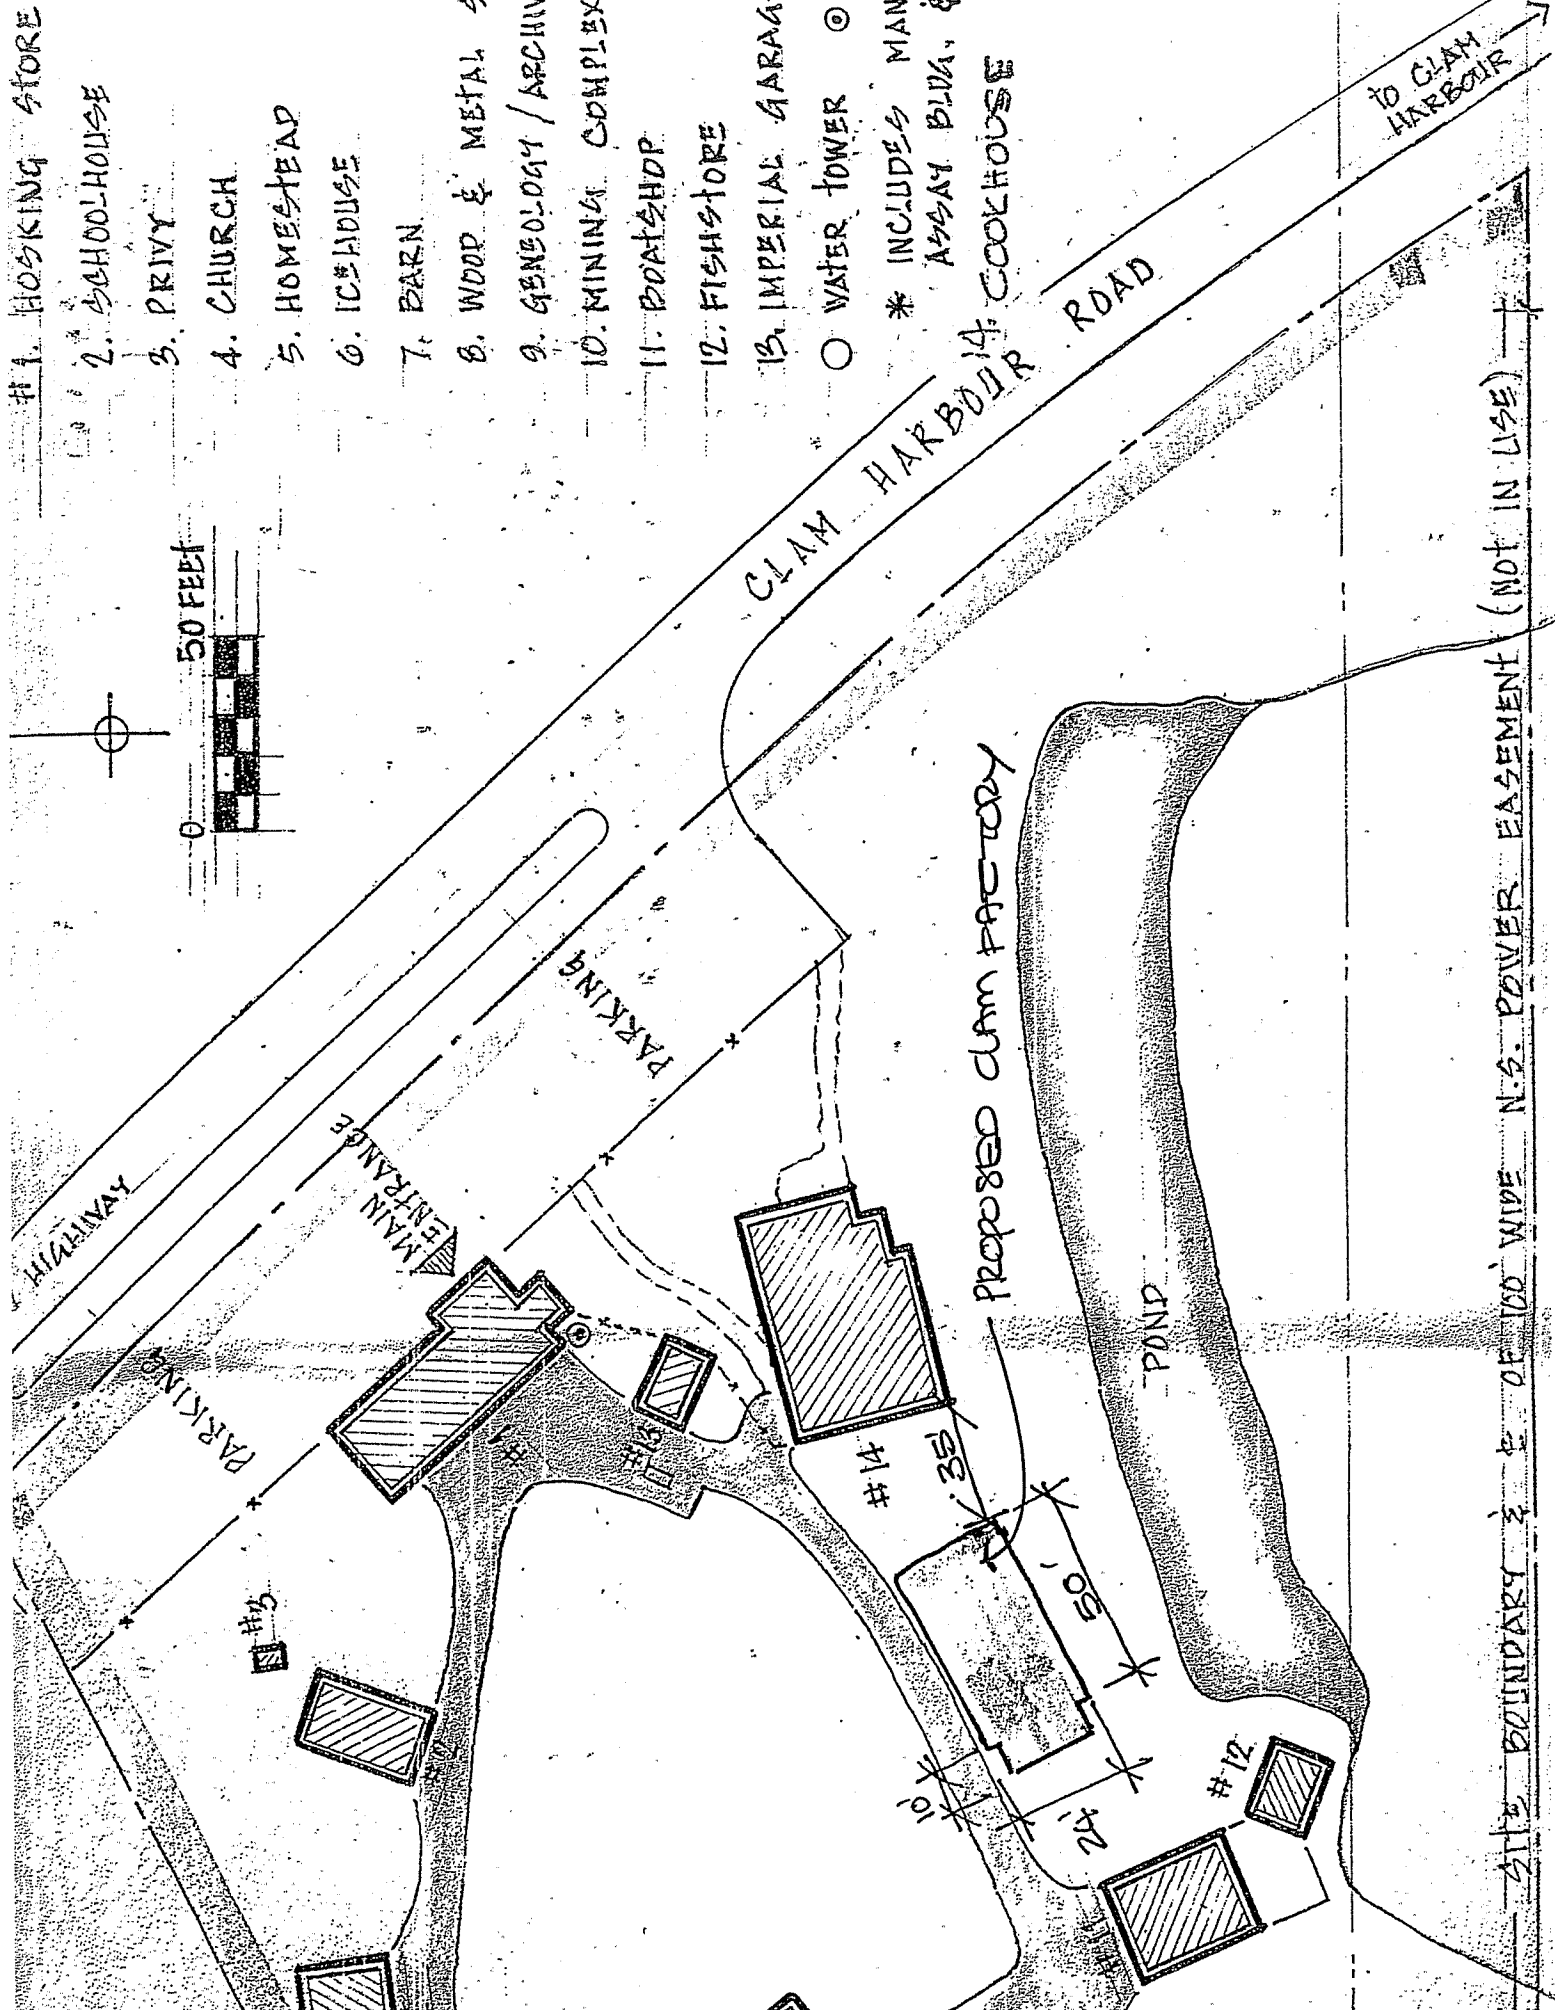 #1. HOSKING STORE
2. SCHOOLHOUSE
3. PRIVY
4. CHURCH
5. HOMESTEAD
6. ICEHOUSE
7. BARN
8. WOOD & METAL
9. GENEOLOGY / ARCHIV
10. MINING COMPLEX
11. BOATSHOP
12. FISHSTORE
13. IMPERIAL GARAG
WATER TOWER
* INCLUDES MAN
ASSAY BLDG. &
14. COOKHOUSE
0 50 FEET
HIGHWAY
CLAM HARBOUR ROAD
to CLAM
HARBOUR
PARKING
MAIN
ENTRANCE
PARKING
#1
#13
#3
#2
#14
35'
PROPOSED CLAM FACTORY
50'
10'
24'
POND
#12
#11
SITE BOUNDARY & ℄ OF 100' WIDE N.S. POWER EASEMENT (NOT IN USE)